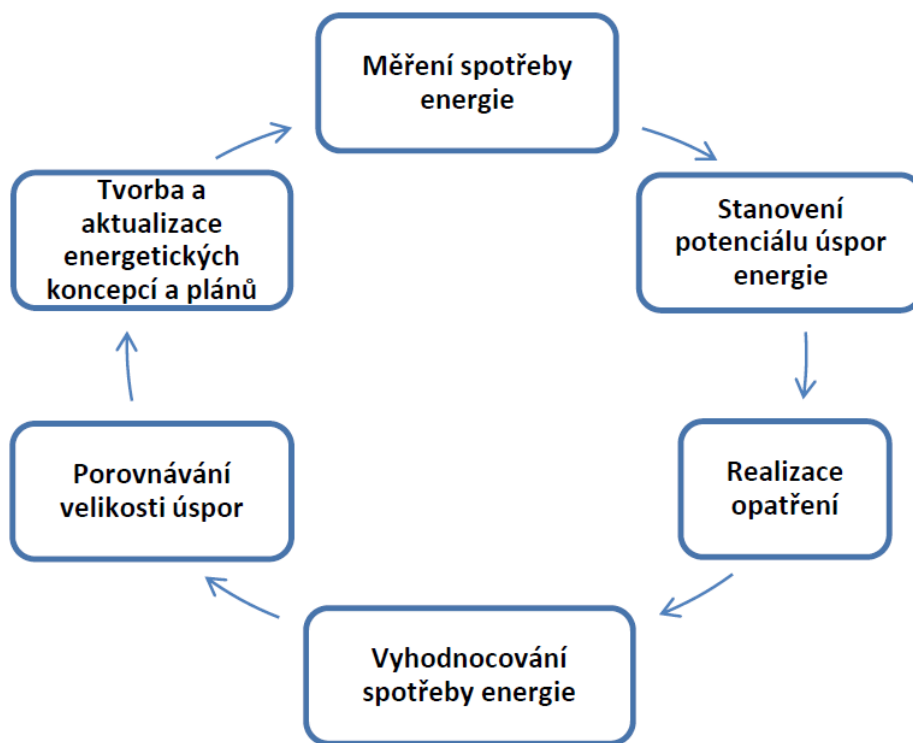 Měření spotřeby
energie
Stanovení
potenciálu úspor
energie
Realizace
opatření
Vyhodnocování
spotřeby energie
Porovnávání
velikosti úspor
Tvorba a
aktualizace
energetických
koncepcí a plánů